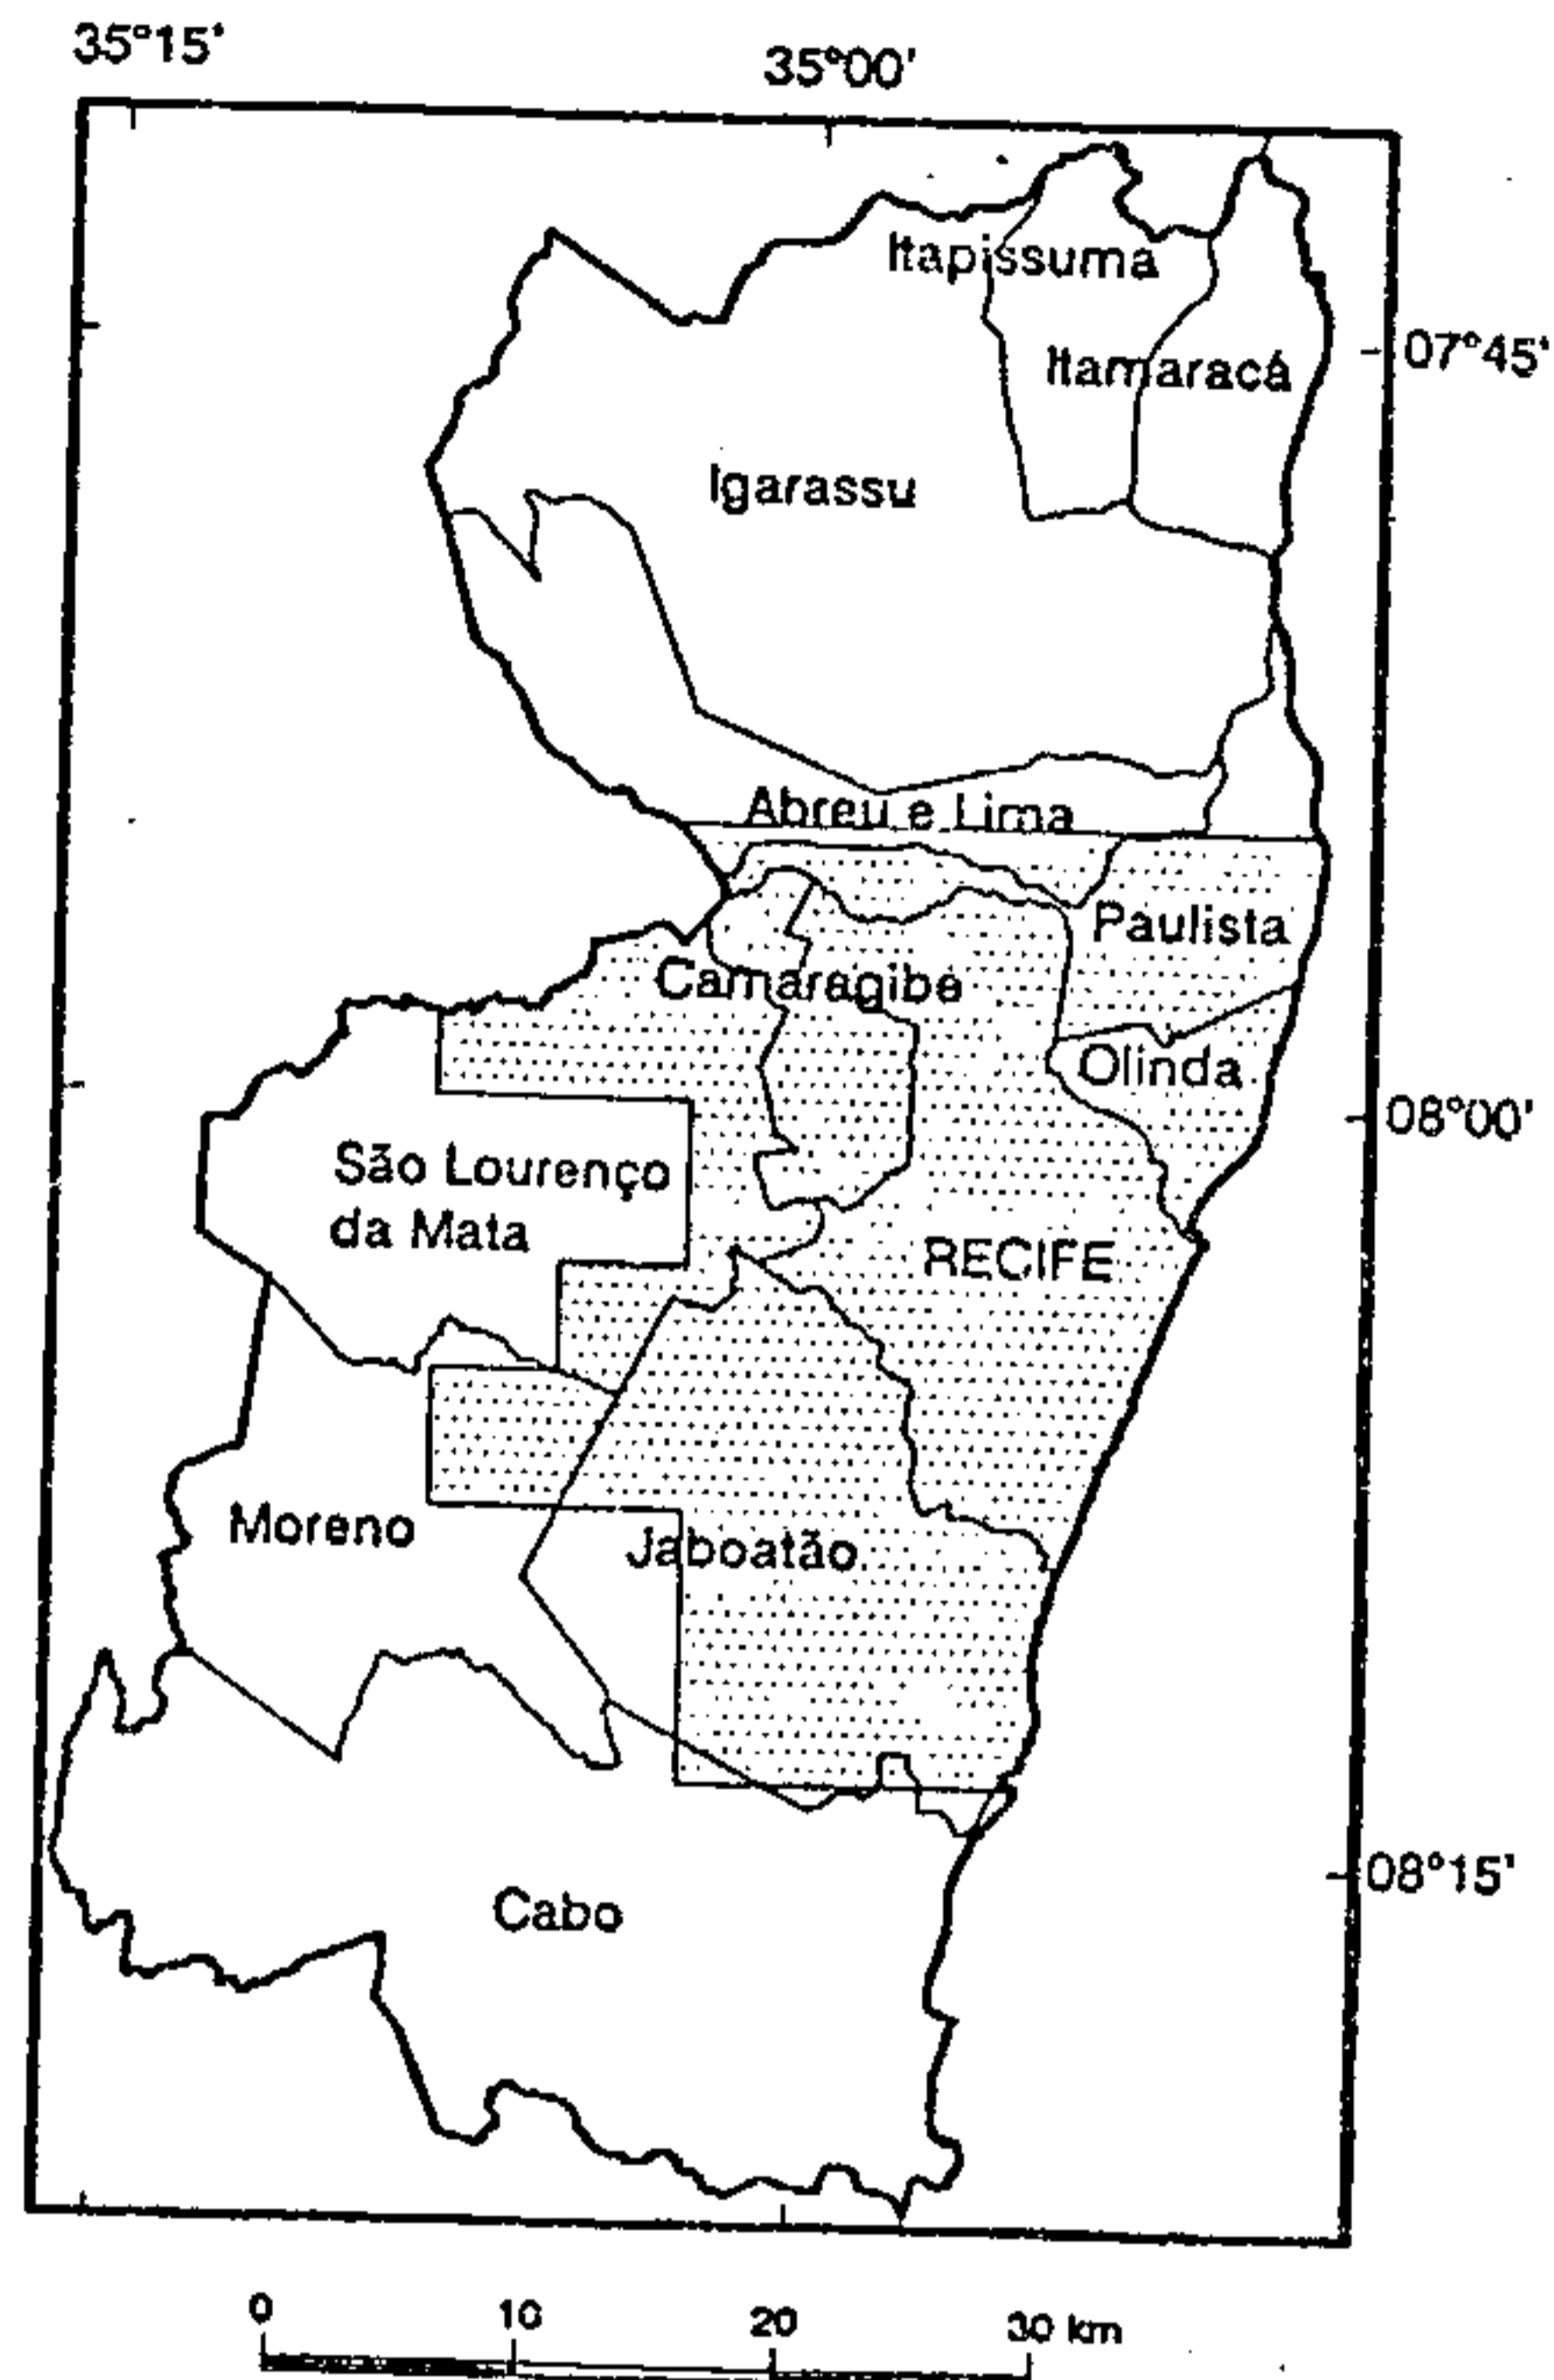 35°15'
35°00'
Itapissuma
07°45'
Itamaracá
Igarassu
Abreu e Lima
Paulista
Camaragibe
Olinda
08°00'
São Lourenço
da Mata
RECIFE
Moreno
Jaboatão
08°15'
Cabo
0 10 20 30 km